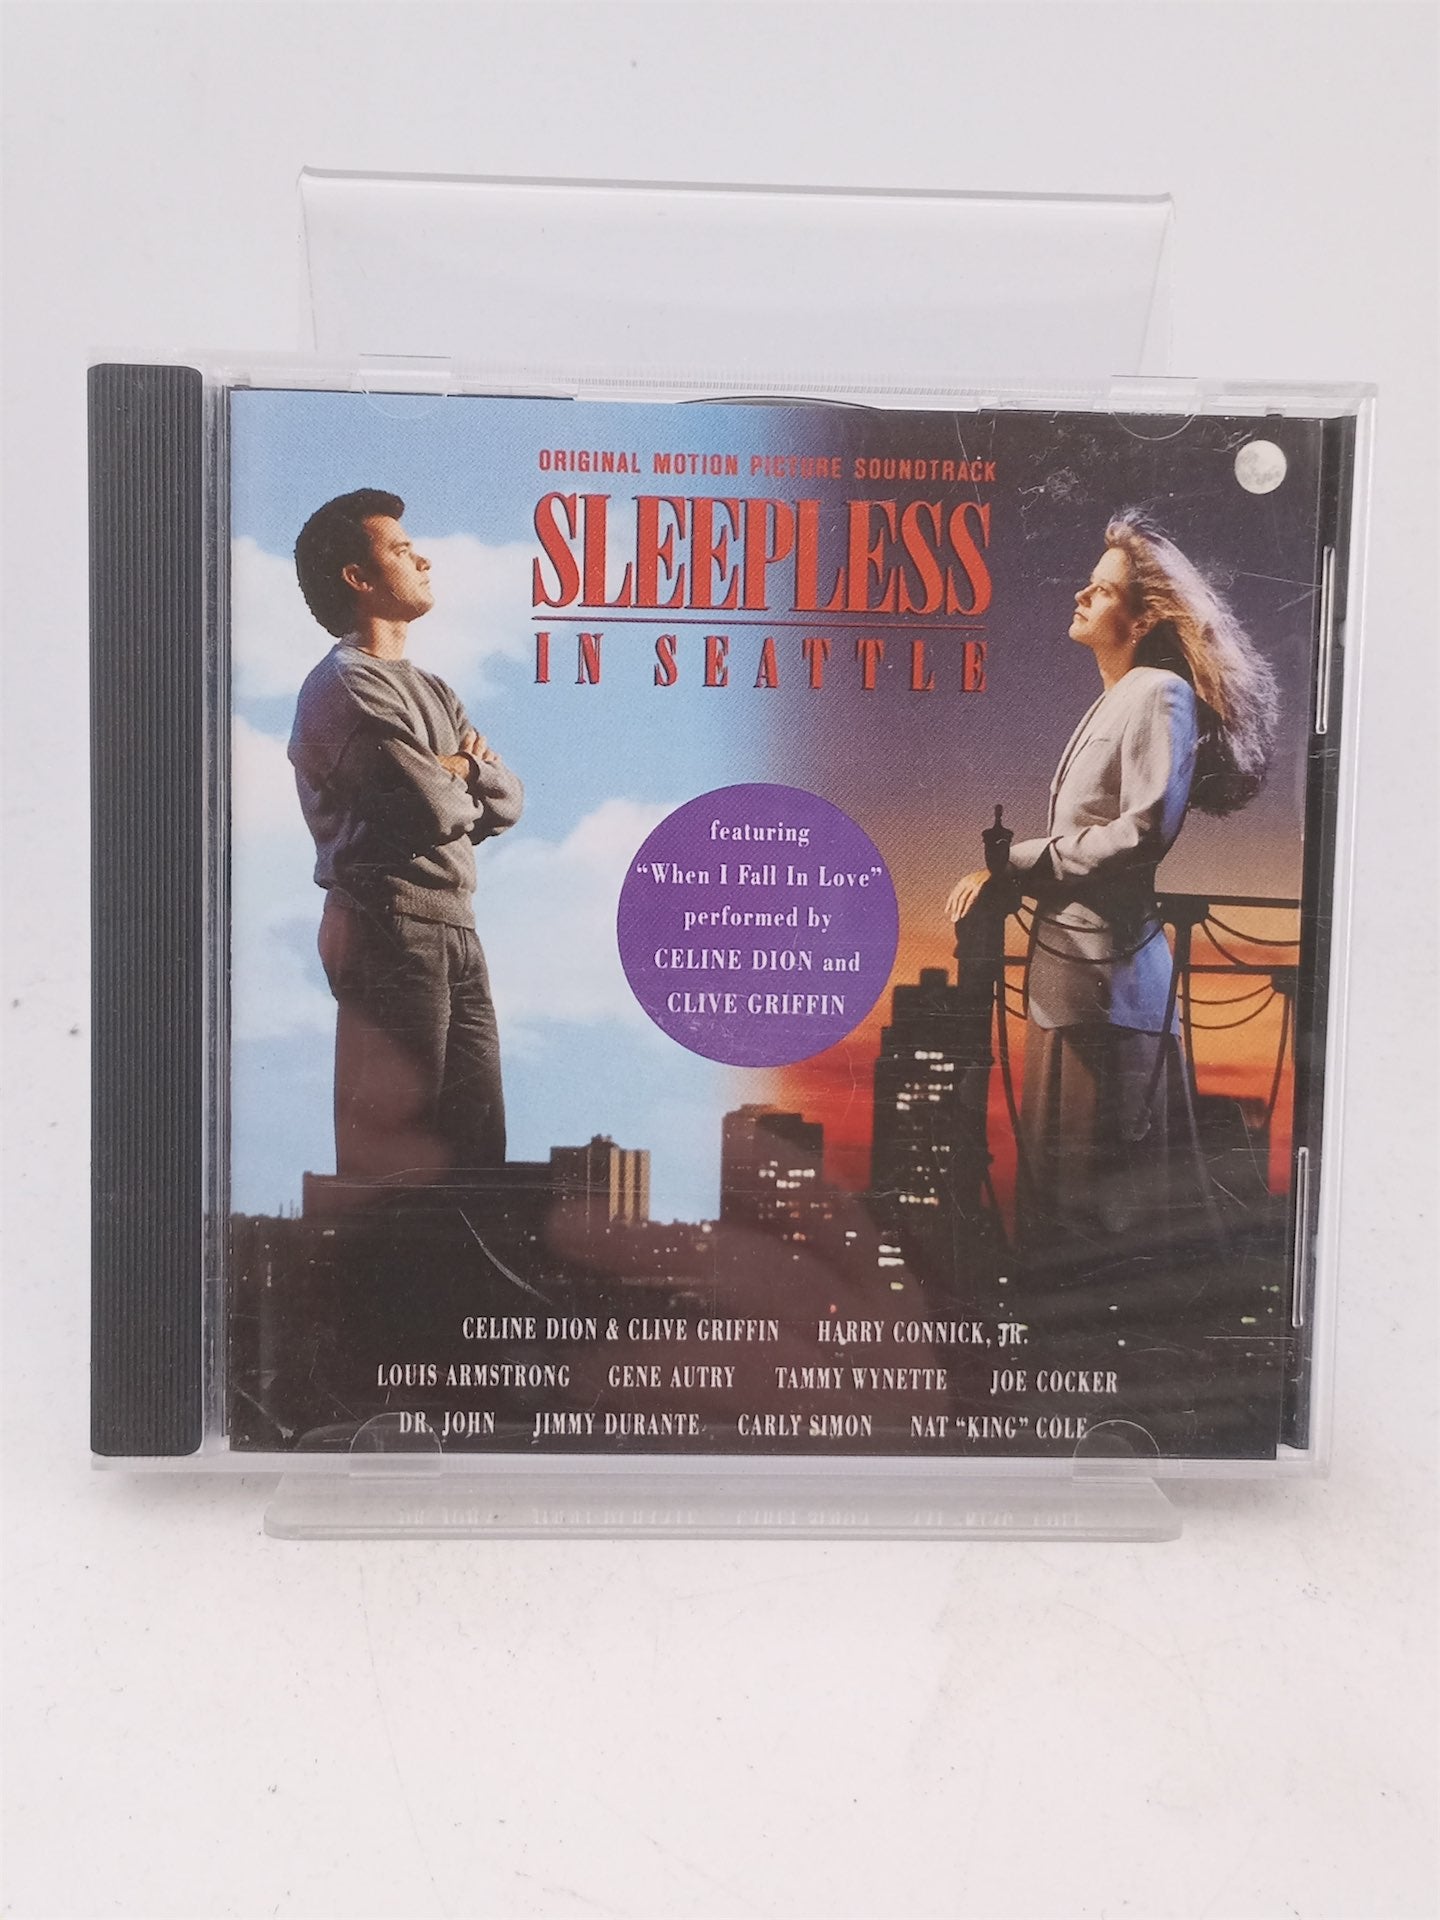 ORIGINAL MOTION PICTURE SOUNDTRACK
SLEEPLESS
IN SEATTLE
featuring
“When I Fall In Love”
performed by
CELINE DION and
CLIVE GRIFFIN
CELINE DION & CLIVE GRIFFIN HARRY CONNICK, JR.
LOUIS ARMSTRONG GENE AUTRY TAMMY WYNETTE JOE COCKER
DR. JOHN JIMMY DURANTE CARLY SIMON NAT “KING” COLE